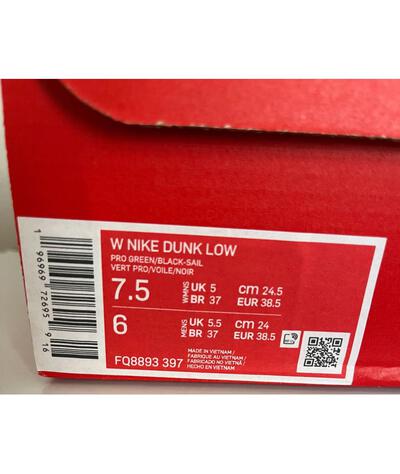 W NIKE DUNK LOW
PRO GREEN/BLACK-SAIL
VERT PRO/VOILE/NOIR
7.5 WMNS UK 5 cm 24.5
BR 37 EUR 38.5
6 MENS UK 5.5 cm 24
BR 37 EUR 38.5
FQ8893 397
MADE IN VIETNAM /
FABRIQUE AU VIETNAM /
FABRICADO NO VIETNÃ /
HECHO EN VIETNAM
1 96969 72695 9 16